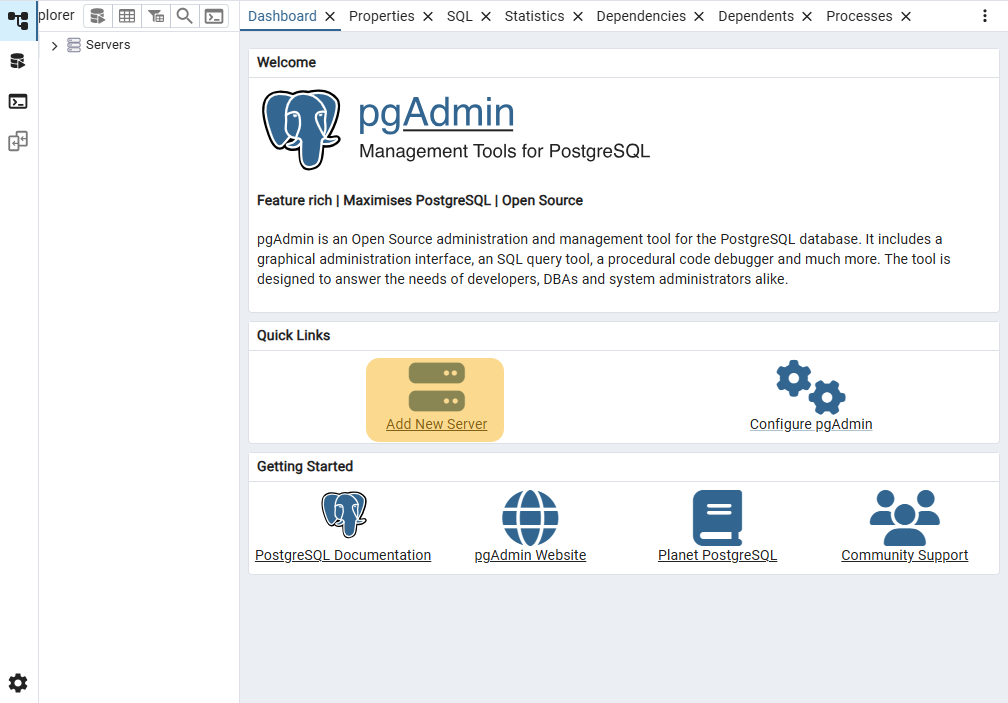 plorer
Dashboard Properties SQL Statistics Dependencies Dependents Processes
Servers
Welcome
pgAdmin
Management Tools for PostgreSQL
Feature rich | Maximises PostgreSQL | Open Source
pgAdmin is an Open Source administration and management tool for the PostgreSQL database. It includes a
graphical administration interface, an SQL query tool, a procedural code debugger and much more. The tool is
designed to answer the needs of developers, DBAs and system administrators alike.
Quick Links
Add New Server
Configure pgAdmin
Getting Started
PostgreSQL Documentation
pgAdmin Website
Planet PostgreSQL
Community Support